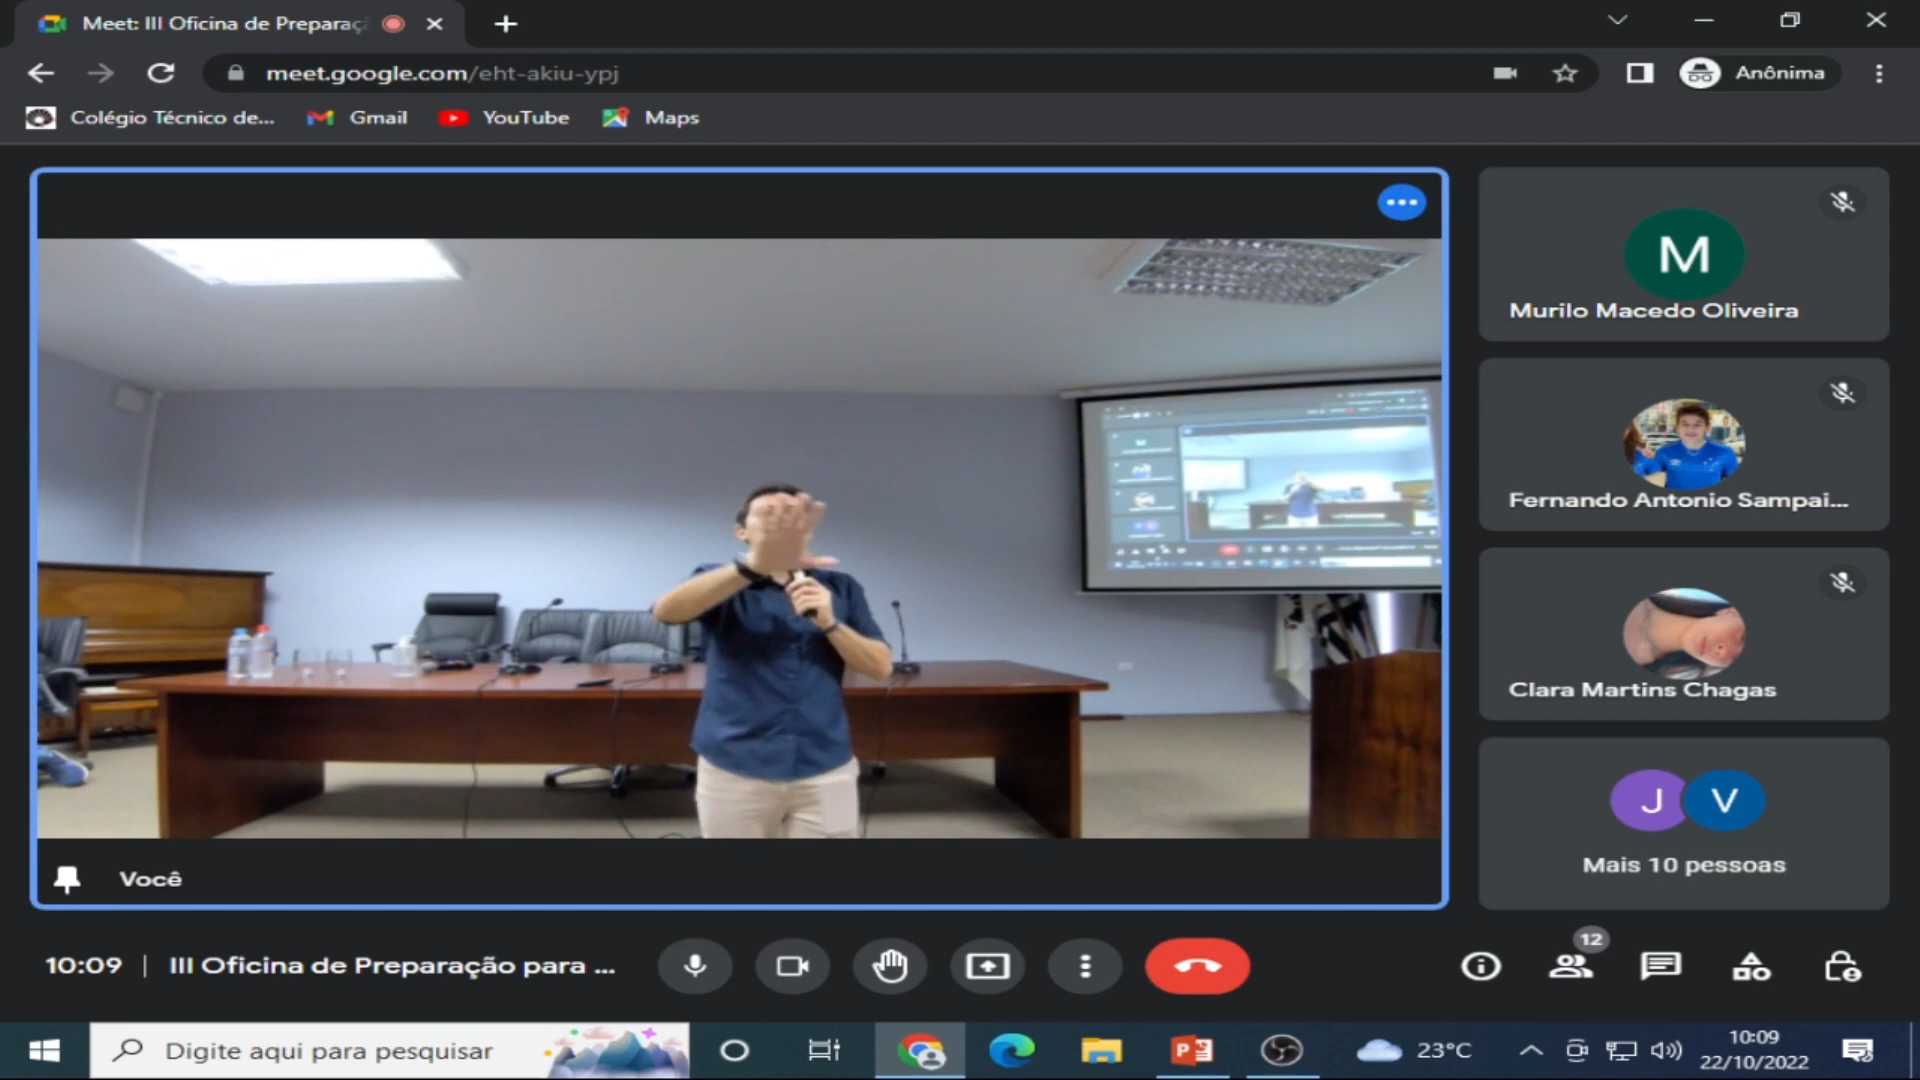 Meet: III Oficina de Preparaç
meet.google.com/eht-akiu-ypj
Anônima
Colégio Técnico de...
Gmail
YouTube
Maps
M
Murilo Macedo Oliveira
Fernando Antonio Sampai...
Clara Martins Chagas
J V
Mais 10 pessoas
Você
10:09 | III Oficina de Preparação para ...
12
Digite aqui para pesquisar
23°C
10:09
22/10/2022